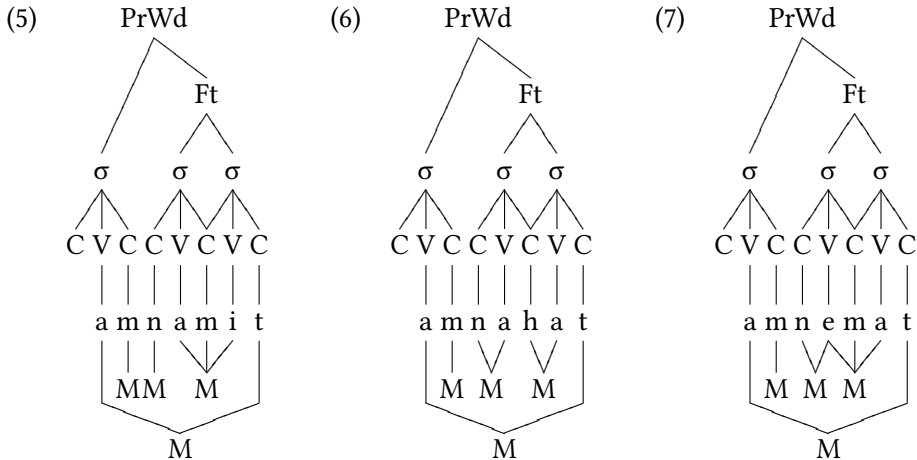 (5) PrWd (6) PrWd (7) PrWd
Ft Ft Ft
σ σ σ σ σ σ σ σ σ
C V C C V C V C C V C C V C V C C V C C V C V C
a m n a m i t a m n a h a t a m n e m a t
M M M M M M M M M
M M M